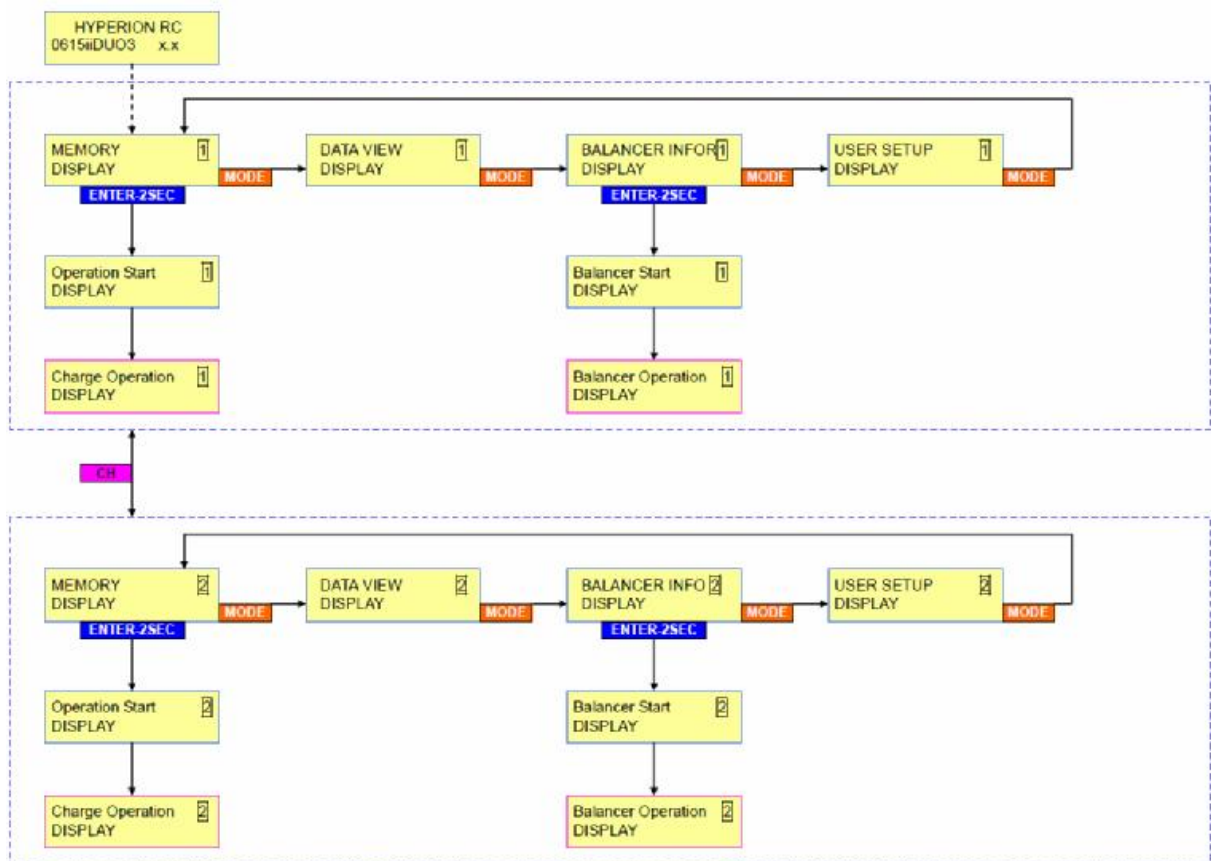 HYPERION RC
0615iiDUO3 x.x
MEMORY 1
DISPLAY
MODE
ENTER-2SEC
DATA VIEW 1
DISPLAY
MODE
BALANCER INFOR 1
DISPLAY
MODE
ENTER-2SEC
USER SETUP 1
DISPLAY
MODE
Operation Start 1
DISPLAY
Balancer Start 1
DISPLAY
Charge Operation 1
DISPLAY
Balancer Operation 1
DISPLAY
CH
MEMORY 2
DISPLAY
MODE
ENTER-2SEC
DATA VIEW 2
DISPLAY
MODE
BALANCER INFO 2
DISPLAY
MODE
ENTER-2SEC
USER SETUP 2
DISPLAY
MODE
Operation Start 2
DISPLAY
Balancer Start 2
DISPLAY
Charge Operation 2
DISPLAY
Balancer Operation 2
DISPLAY